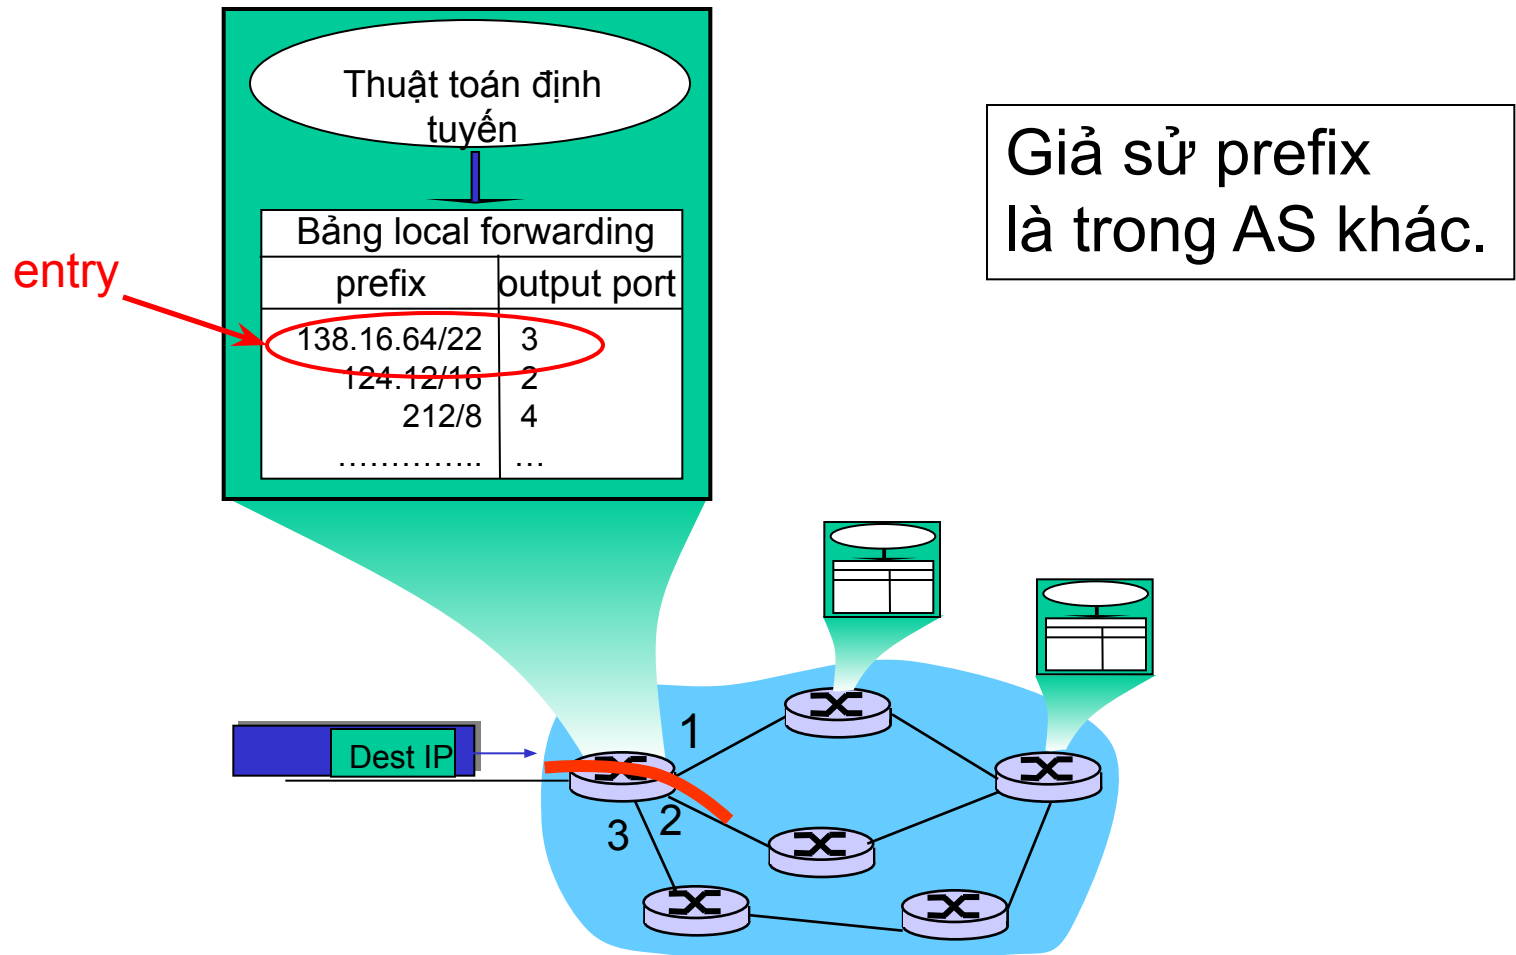 Thuật toán định
tuyến
Bảng local forwarding
prefix output port
138.16.64/22 3
124.12/16 2
212/8 4
………….. …
entry
Giả sử prefix
là trong AS khác.
Dest IP
1
2
3